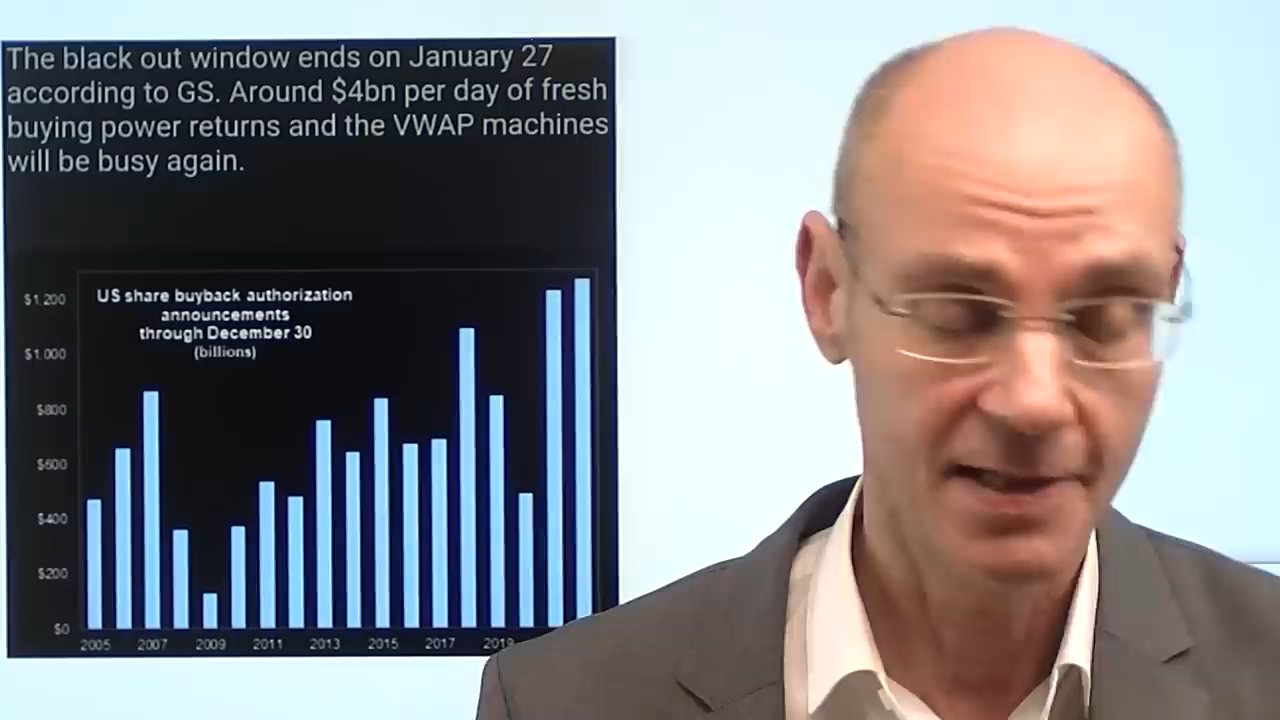 The black out window ends on January 27
according to GS. Around $4bn per day of fresh
buying power returns and the VWAP machines
will be busy again.
US share buyback authorization
announcements
through December 30
(billions)
$1,200
$1,000
$800
$600
$400
$200
$0
2005 2007 2009 2011 2013 2015 2017 2019